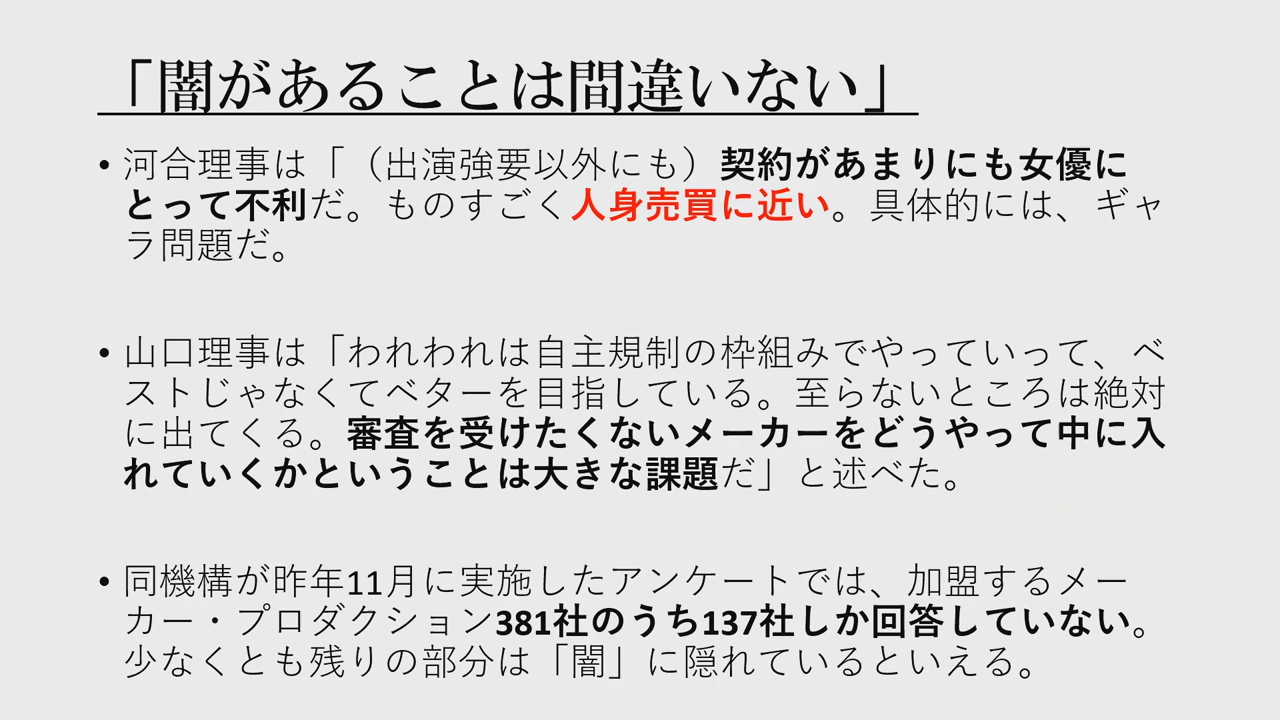 「闇があることは間違いない」
• 河合理事は「（出演強要以外にも）契約があまりにも女優に
とって不利だ。ものすごく人身売買に近い。具体的には、ギャ
ラ問題だ。
• 山口理事は「われわれは自主規制の枠組みでやっていって、ベ
ストじゃなくてベターを目指している。至らないところは絶対
に出てくる。審査を受けたくないメーカーをどうやって中に入
れていくかということは大きな課題だ」と述べた。
• 同機構が昨年11月に実施したアンケートでは、加盟するメー
カー・プロダクション381社のうち137社しか回答していない。
少なくとも残りの部分は「闇」に隠れているといえる。